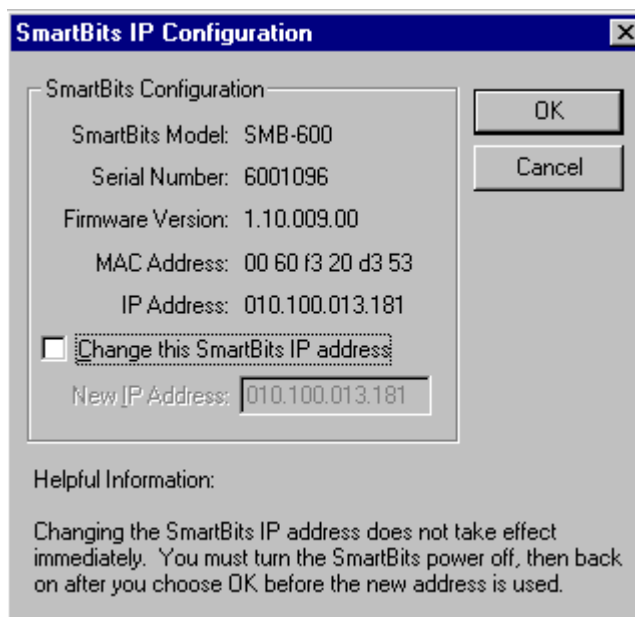 SmartBits IP Configuration
SmartBits Configuration
SmartBits Model: SMB-600
Serial Number: 6001096
Firmware Version: 1.10.009.00
MAC Address: 00 60 f3 20 d3 53
IP Address: 010.100.013.181
Change this SmartBits IP address
New IP Address: 010.100.013.181
OK
Cancel
Helpful Information:
Changing the SmartBits IP address does not take effect
immediately. You must turn the SmartBits power off, then back
on after you choose OK before the new address is used.